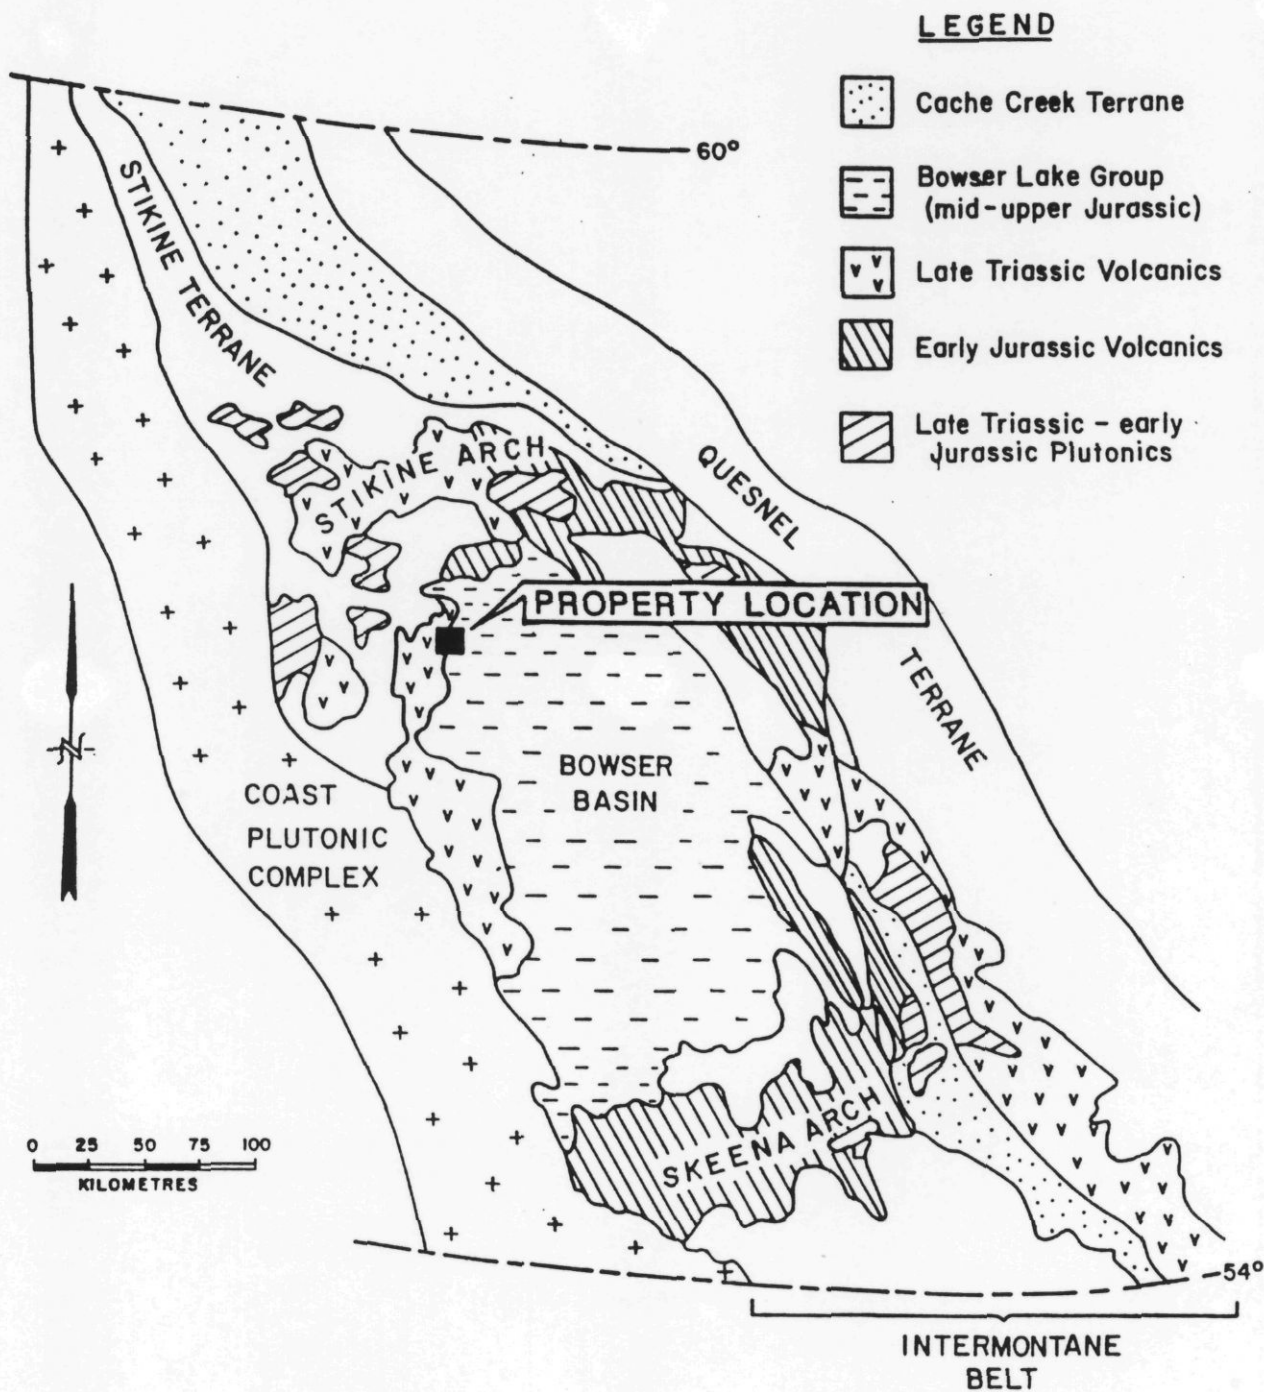 LEGEND
Cache Creek Terrane
Bowser Lake Group
(mid-upper Jurassic)
Late Triassic Volcanics
Early Jurassic Volcanics
Late Triassic - early
Jurassic Plutonics
60°
STIKINE TERRANE
STIKINE ARCH
QUESNEL
TERRANE
PROPERTY LOCATION
N
BOWSER
BASIN
COAST
PLUTONIC
COMPLEX
SKEENA ARCH
0 25 50 75 100
KILOMETRES
54°
INTERMONTANE
BELT